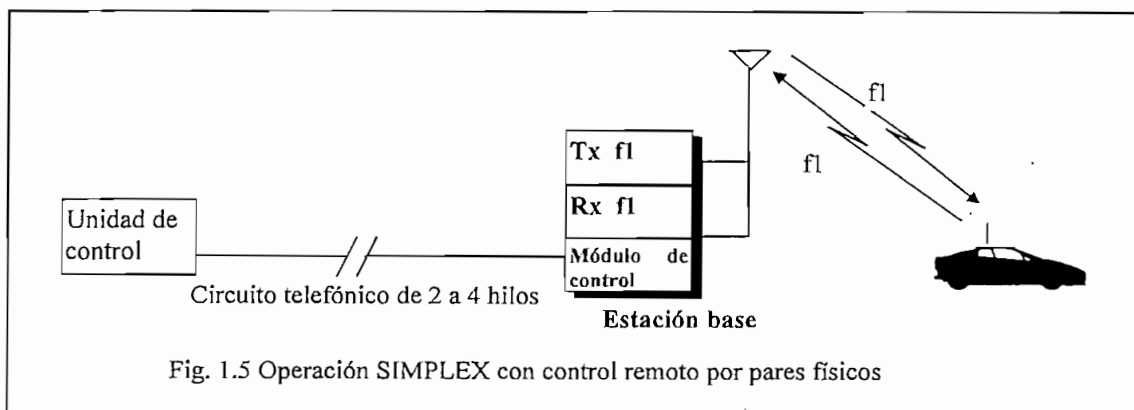 f1
f1
Tx f1
Rx f1
Módulo de
control
Unidad de
control
Circuito telefónico de 2 a 4 hilos
Estación base
Fig. 1.5 Operación SIMPLEX con control remoto por pares físicos